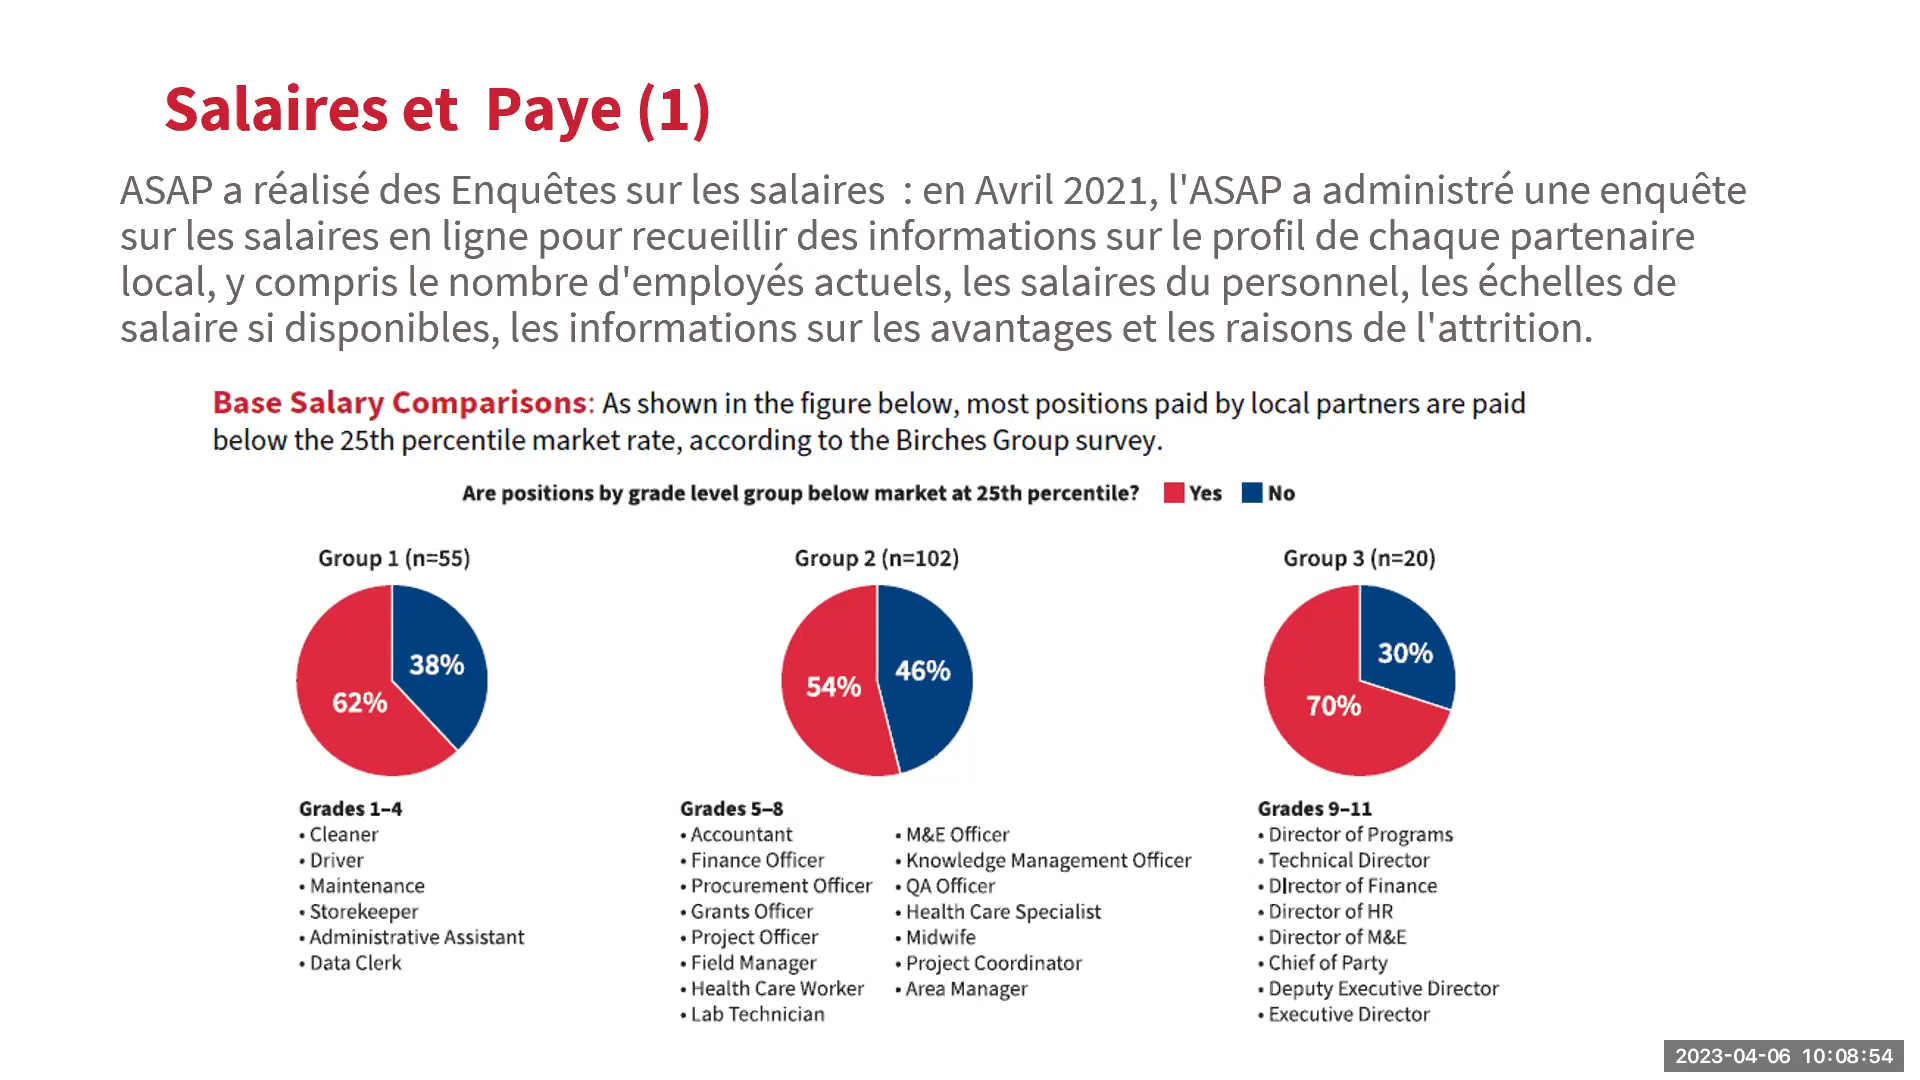 Salaires et  Paye (1)
ASAP a réalisé des Enquêtes sur les salaires  : en Avril 2021, l'ASAP a administré une enquête
sur les salaires en ligne pour recueillir des informations sur le profil de chaque partenaire
local, y compris le nombre d'employés actuels, les salaires du personnel, les échelles de
salaire si disponibles, les informations sur les avantages et les raisons de l'attrition.
Base Salary Comparisons: As shown in the figure below, most positions paid by local partners are paid
below the 25th percentile market rate, according to the Birches Group survey.
Are positions by grade level group below market at 25th percentile? Yes No
Group 1 (n=55)
38%
62%
Grades 1–4
• Cleaner
• Driver
• Maintenance
• Storekeeper
• Administrative Assistant
• Data Clerk
Group 2 (n=102)
46%
54%
Grades 5–8
• Accountant
• Finance Officer
• Procurement Officer
• Grants Officer
• Project Officer
• Field Manager
• Health Care Worker
• Lab Technician
• M&E Officer
• Knowledge Management Officer
• QA Officer
• Health Care Specialist
• Midwife
• Project Coordinator
• Area Manager
Group 3 (n=20)
30%
70%
Grades 9–11
• Director of Programs
• Technical Director
• DIrector of Finance
• Director of HR
• Director of M&E
• Chief of Party
• Deputy Executive Director
• Executive Director
2023-04-06 10:08:54